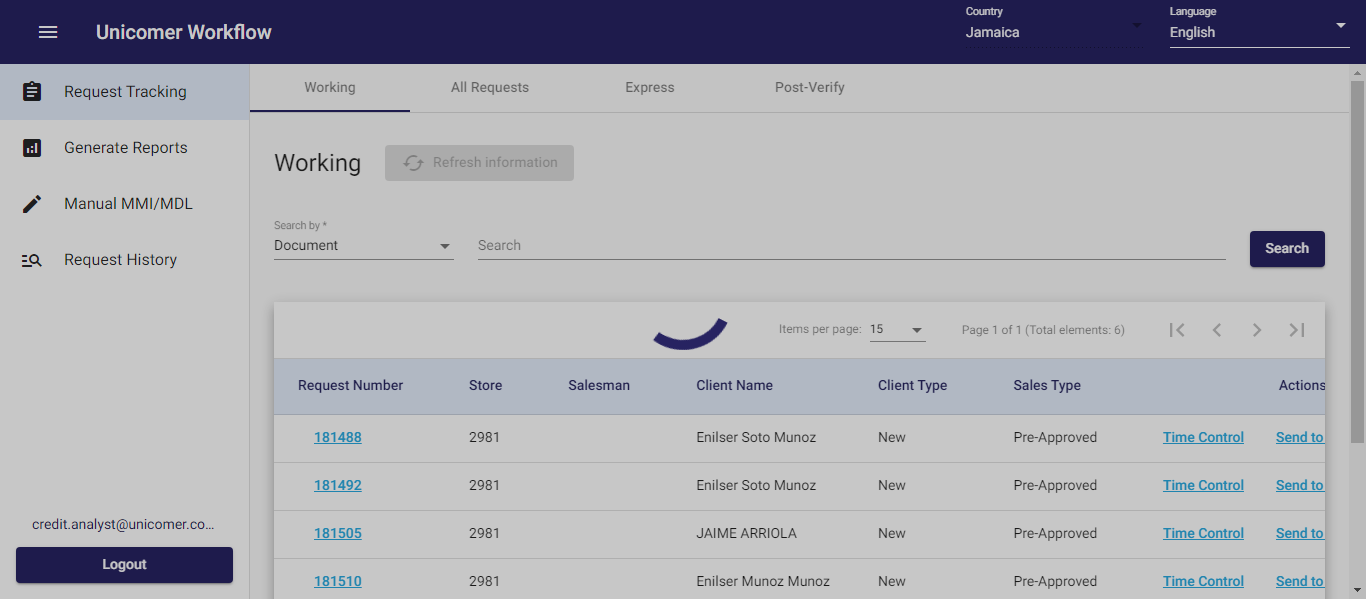 Unicomer Workflow
Country
Jamaica
Language
English
Request Tracking
Generate Reports
Manual MMI/MDL
Request History
credit.analyst@unicomer.co...
Logout
Working All Requests Express Post-Verify
Working Refresh information
Search by *
Document Search Search
Items per page: 15 Page 1 of 1 (Total elements: 6)
Request Number Store Salesman Client Name Client Type Sales Type Actions
181488 2981 Enilser Soto Munoz New Pre-Approved Time Control Send to
181492 2981 Enilser Soto Munoz New Pre-Approved Time Control Send to
181505 2981 JAIME ARRIOLA New Pre-Approved Time Control Send to
181510 2981 Enilser Munoz Munoz New Pre-Approved Time Control Send to